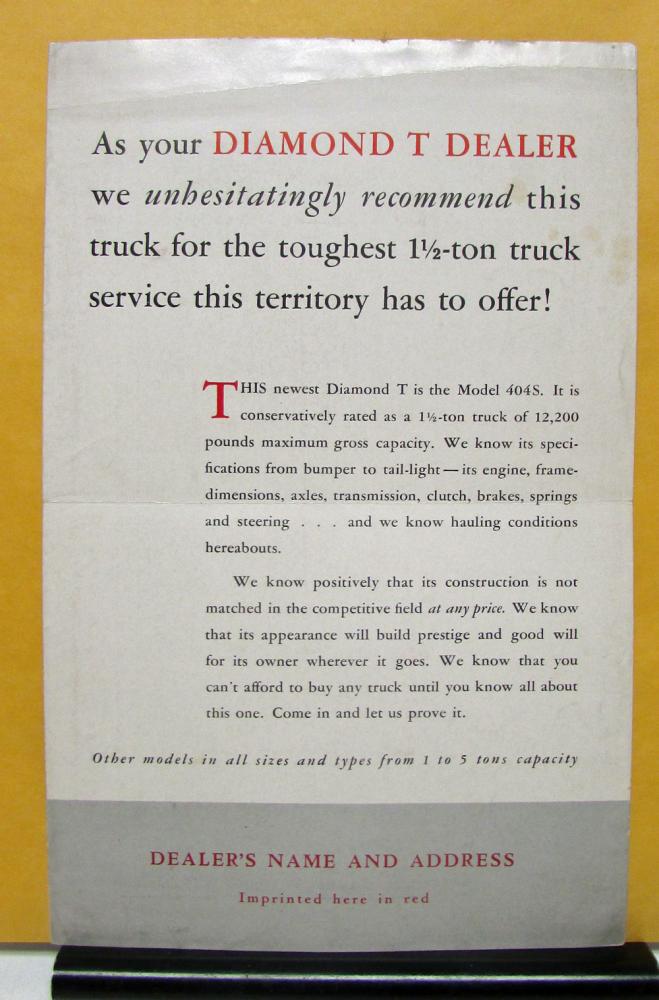 As your DIAMOND T DEALER
we unhesitatingly recommend this
truck for the toughest 1½-ton truck
service this territory has to offer!
THIS newest Diamond T is the Model 404S. It is
conservatively rated as a 1½-ton truck of 12,200
pounds maximum gross capacity. We know its speci-
fications from bumper to tail-light—its engine, frame-
dimensions, axles, transmission, clutch, brakes, springs
and steering . . . and we know hauling conditions
hereabouts.
We know positively that its construction is not
matched in the competitive field at any price. We know
that its appearance will build prestige and good will
for its owner wherever it goes. We know that you
can't afford to buy any truck until you know all about
this one. Come in and let us prove it.
Other models in all sizes and types from 1 to 5 tons capacity
DEALER'S NAME AND ADDRESS
Imprinted here in red